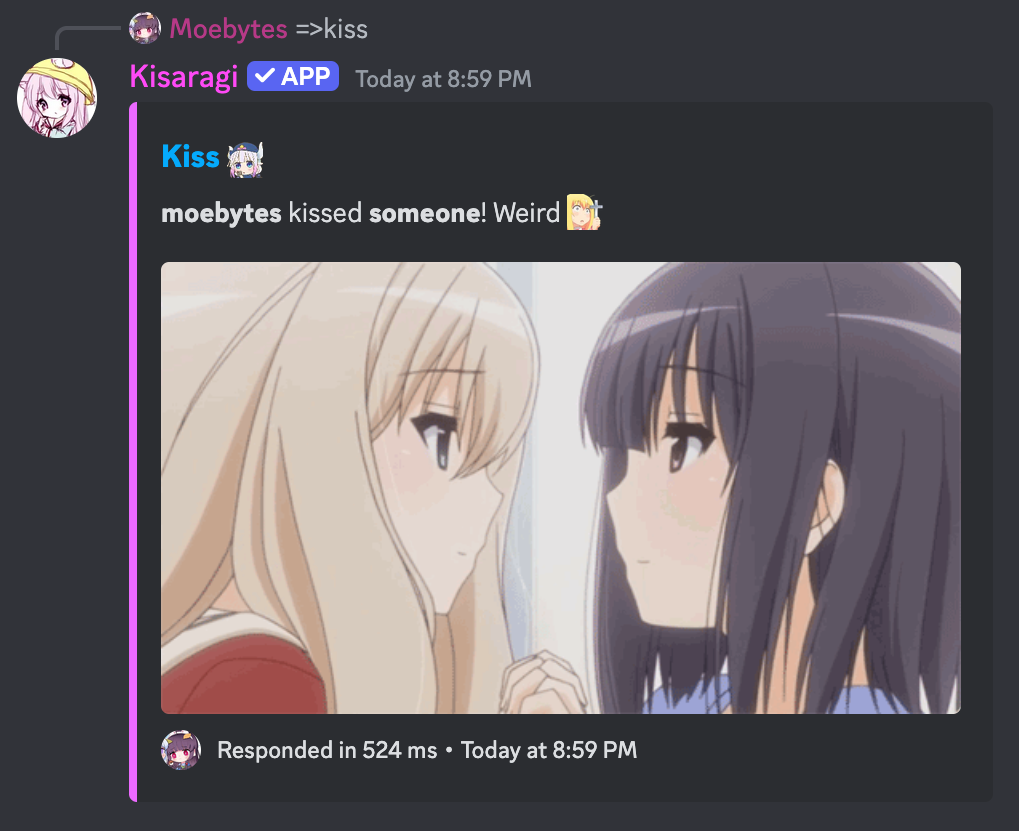 Moebytes =>kiss
Kisaragi ✓ APP Today at 8:59 PM
Kiss
moebytes kissed someone! Weird
Responded in 524 ms • Today at 8:59 PM